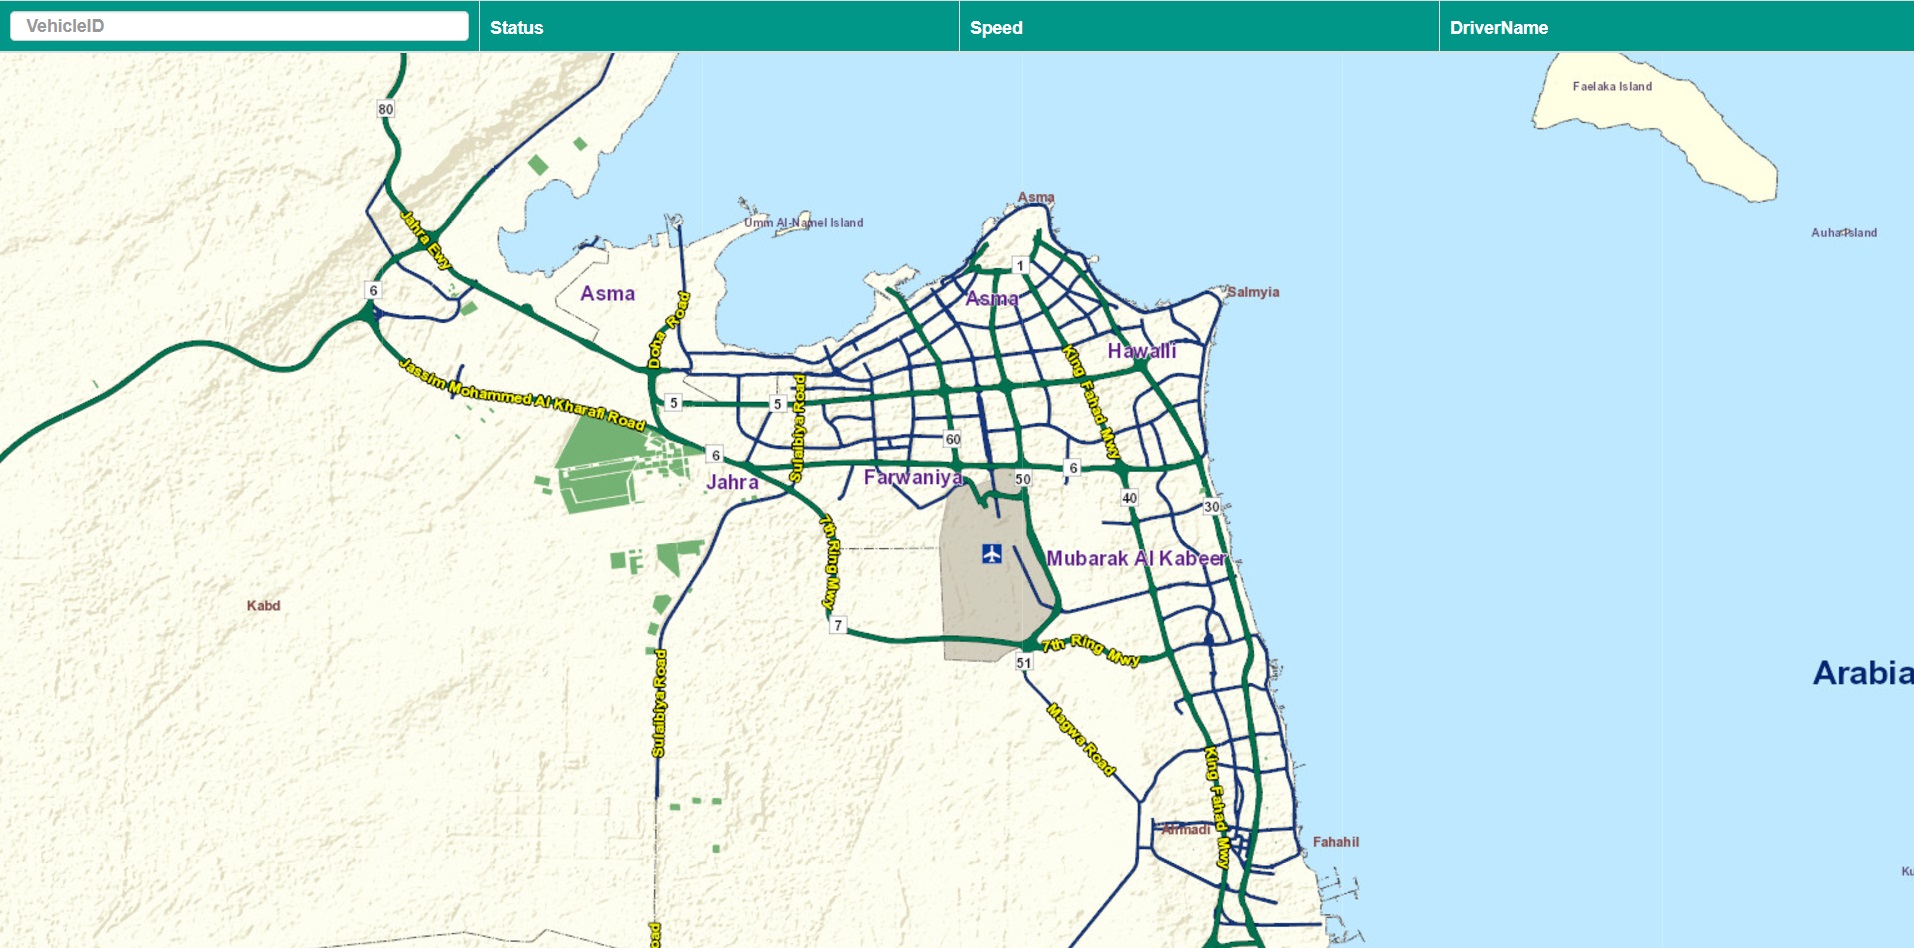 VehicleID
Status
Speed
DriverName
Faelaka Island
80
Asma
Umm Al-Namel Island
Jahra Ewy
Auha Island
1
6
Asma
Asma
Salmyia
Doha Road
Hawalli
King Fahad Mwy
Jassim Mohammed Al Kharafi Road
5
5
Sulaibiya Road
60
6
6
Jahra
Farwaniya
50
40
30
7th Ring Mwy
Mubarak Al Kabeer
Kabd
7
7th Ring Mwy
51
Arabia
Sulaibiya Road
Magwa Road
King Fahad Mwy
Ahmadi
Fahahil
Ku
oad